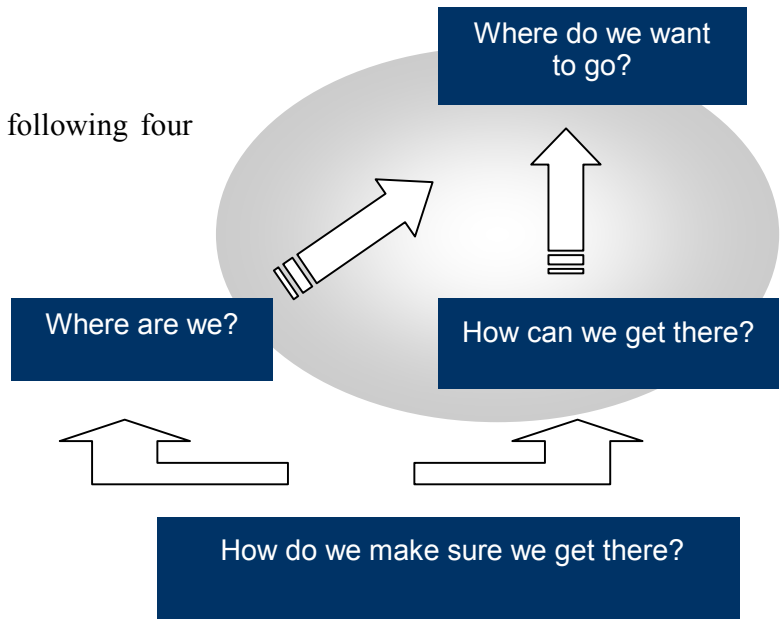 Where do we want
to go?
following four
Where are we?
How can we get there?
How do we make sure we get there?